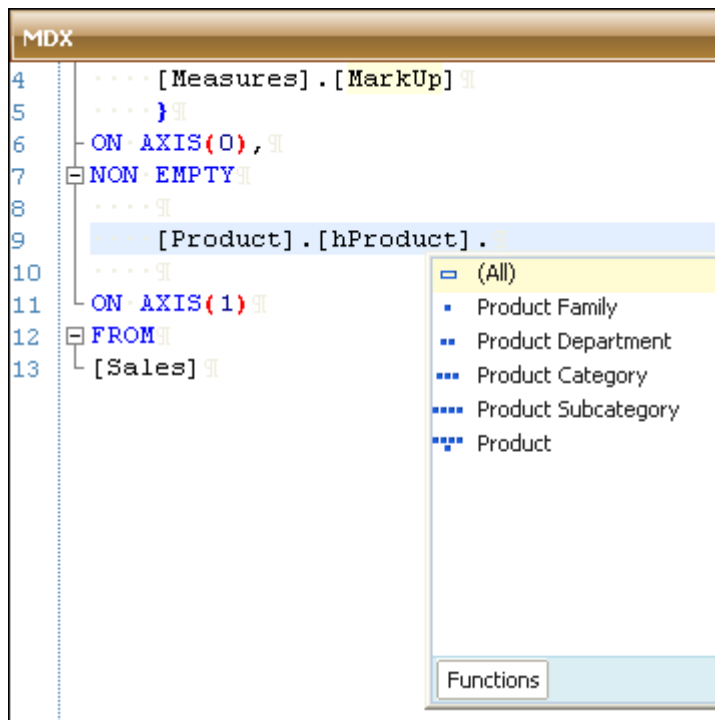 MDX
4 [Measures].[MarkUp]
5 }
6 ON AXIS(0),
7 NON EMPTY
8
9 [Product].[hProduct].
10
11 ON AXIS(1)
12 FROM
13 [Sales]
(All)
Product Family
Product Department
Product Category
Product Subcategory
Product
Functions